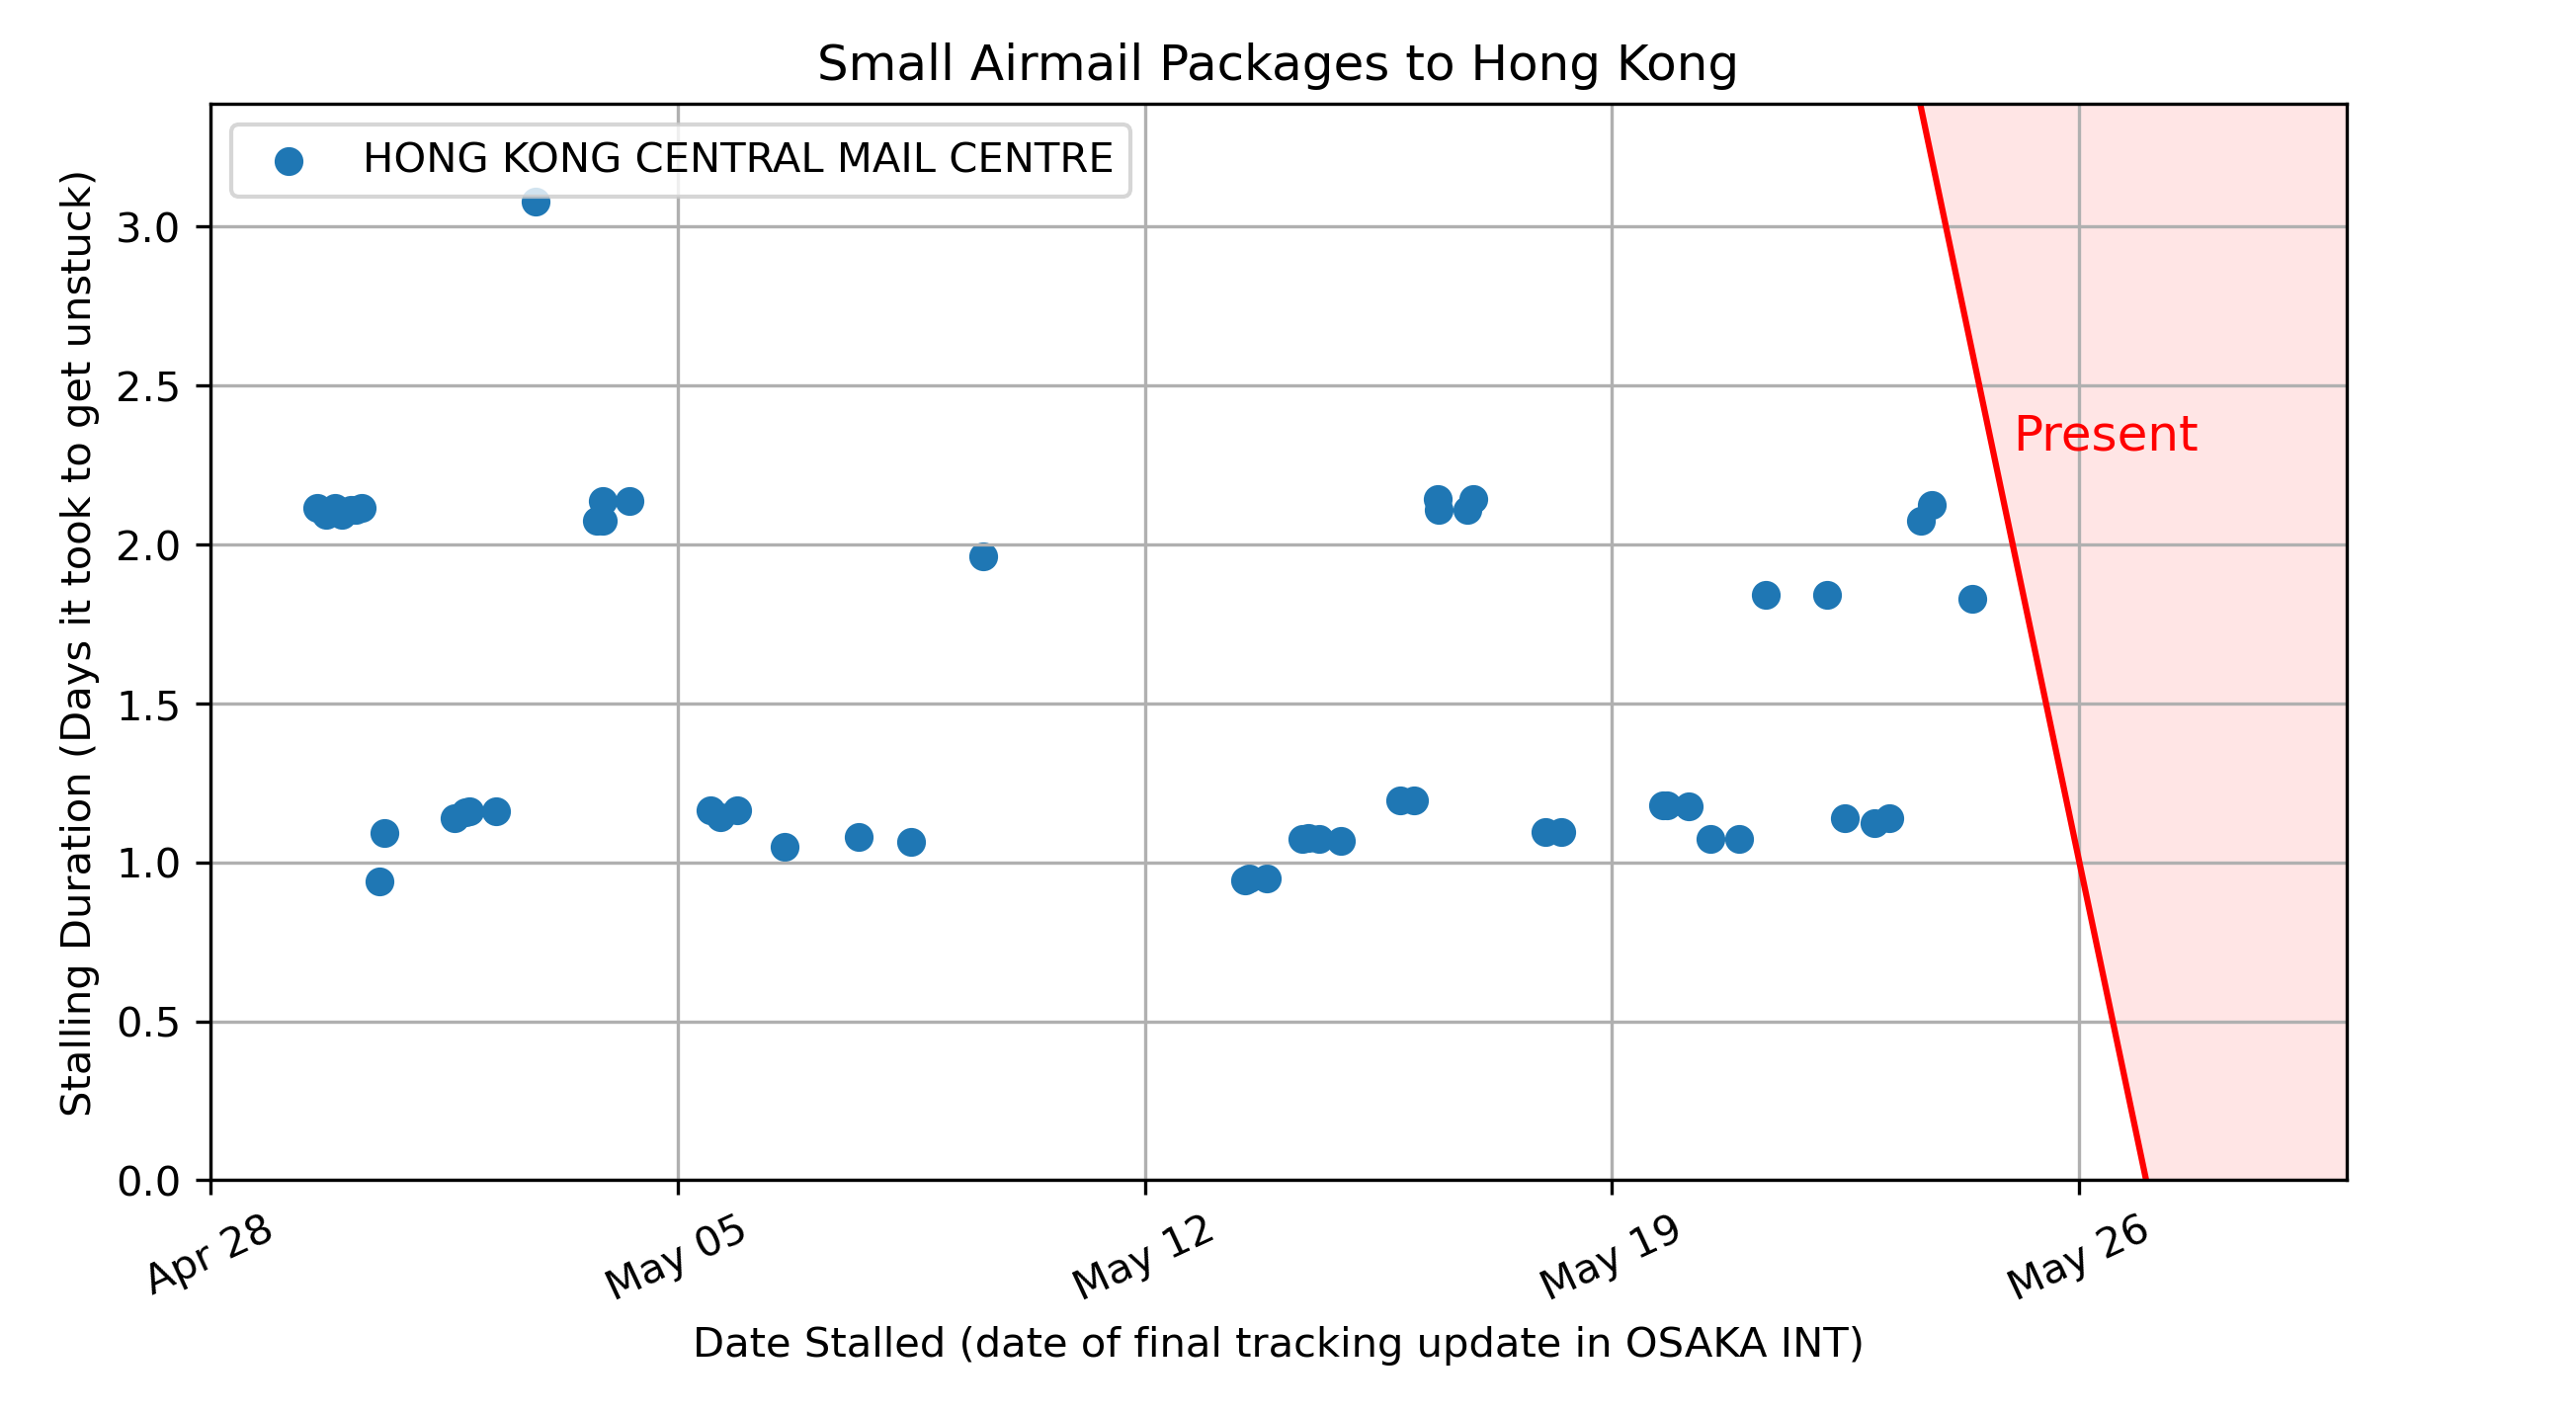 Small Airmail Packages to Hong Kong
HONG KONG CENTRAL MAIL CENTRE
Stalling Duration (Days it took to get unstuck)
3.0
2.5
2.0
1.5
1.0
0.5
0.0
Present
Apr 28
May 05
May 12
May 19
May 26
Date Stalled (date of final tracking update in OSAKA INT)